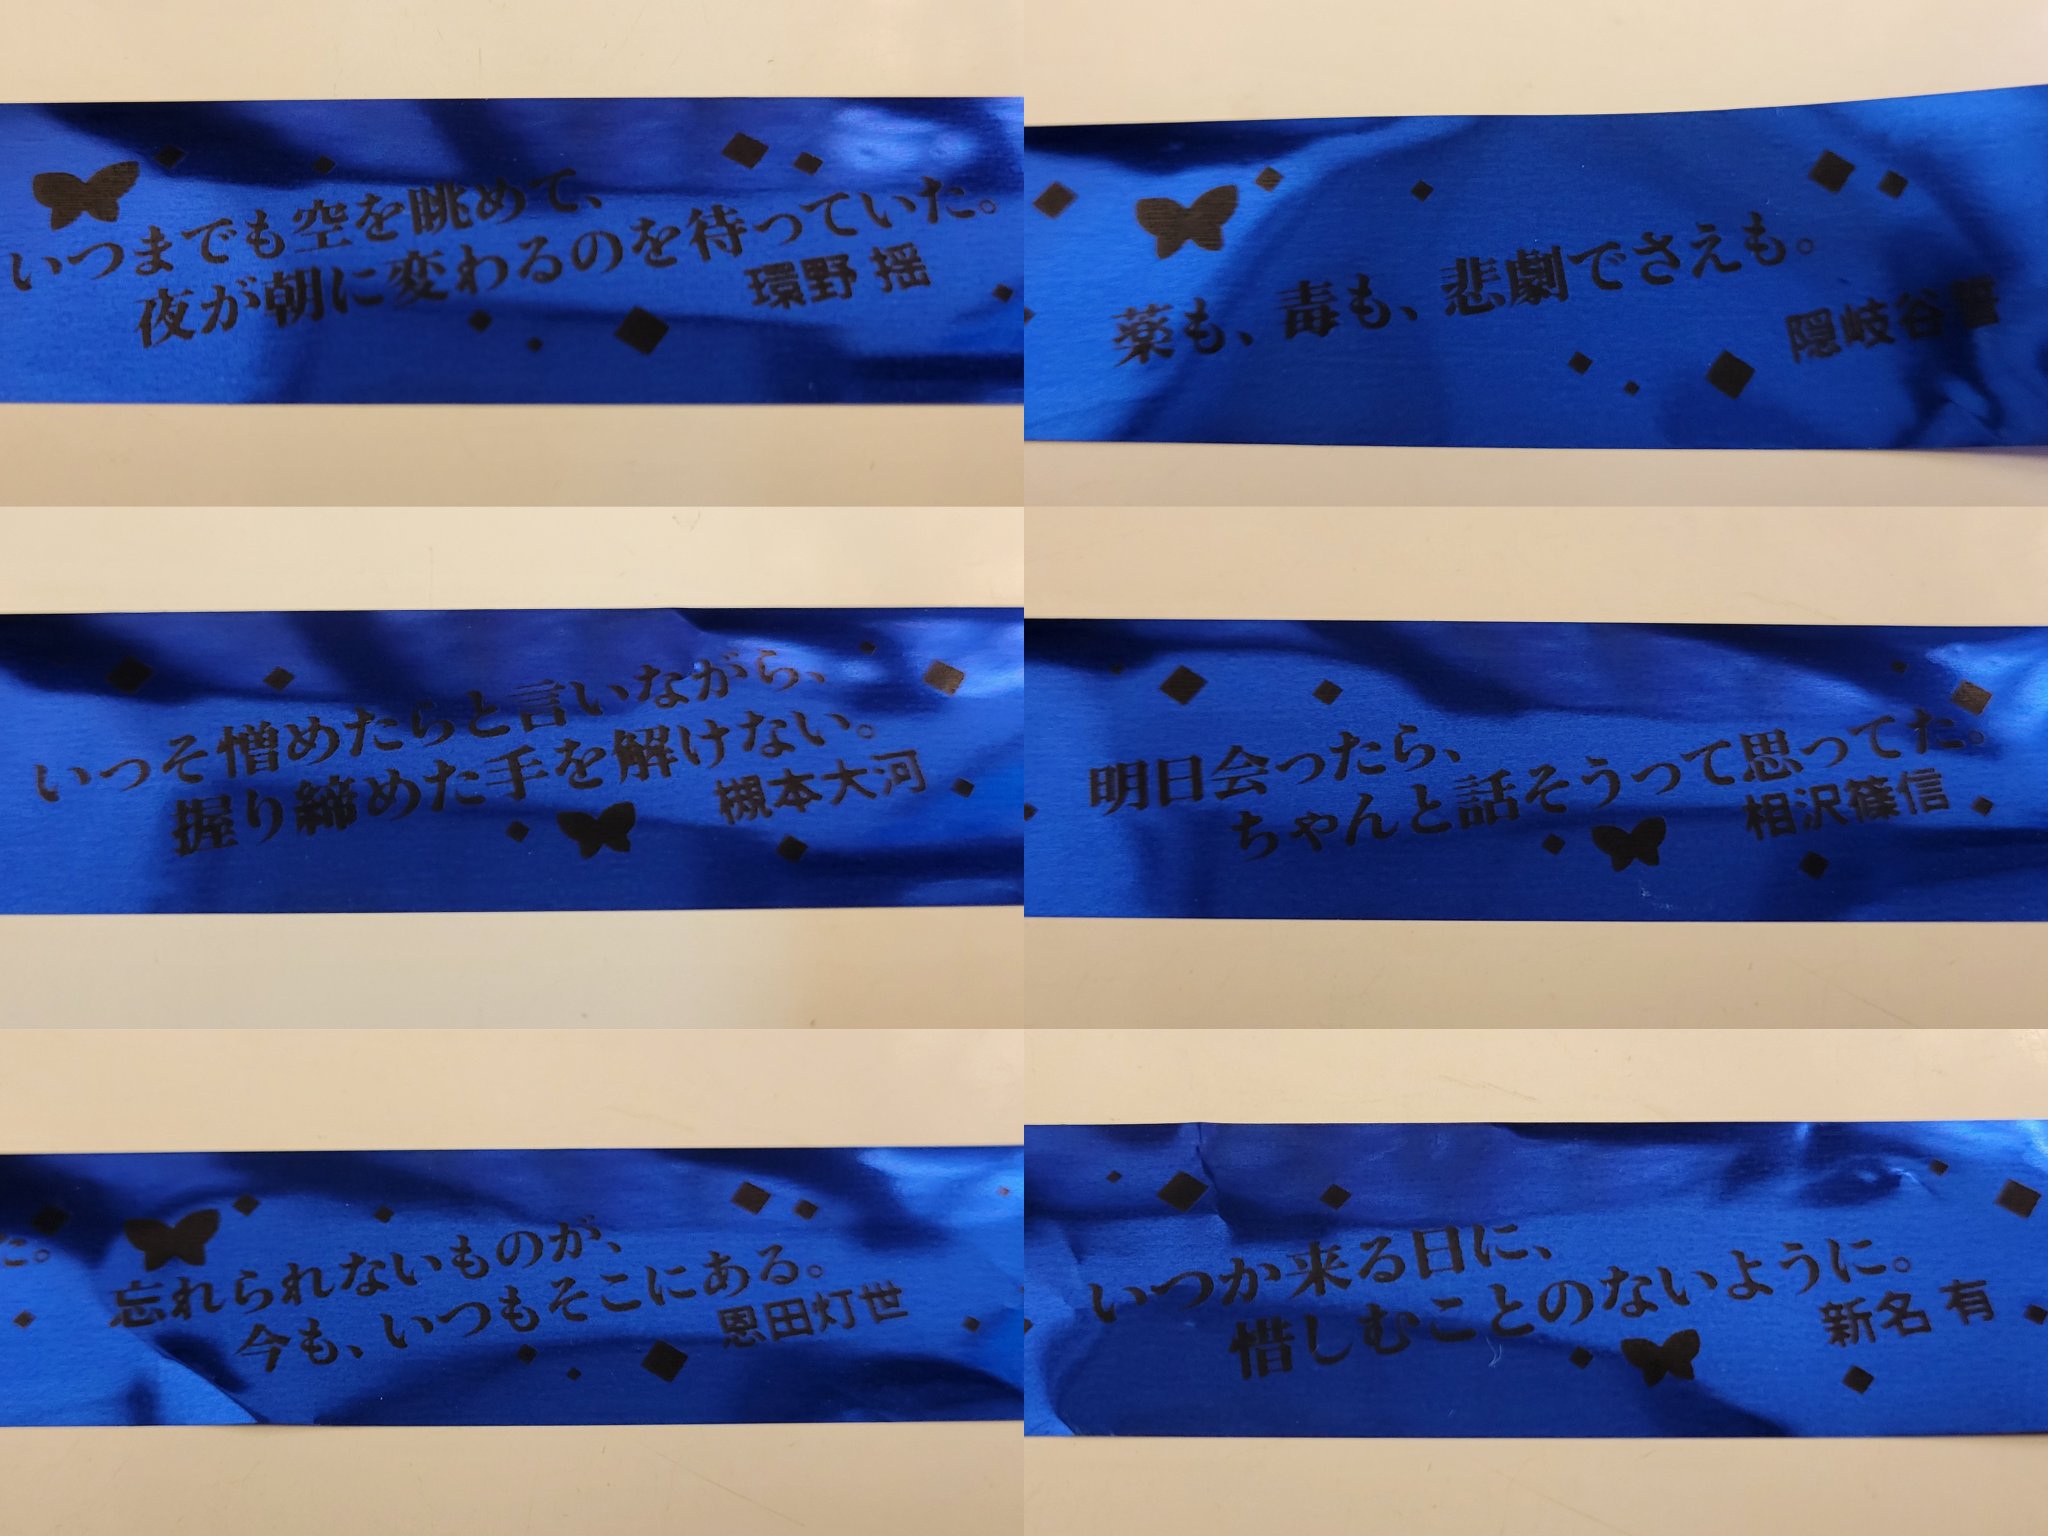 いつまでも空を眺めて、
夜が朝に変わるのを待っていた。
環野 揺
薬も、毒も、悲劇でさえも。
隠岐谷
いっそ憎めたらと言いながら、
握り締めた手を解けない。
槻本大河
明日会ったら、
ちゃんと話そうって思ってた。
相沢篠信
た。
忘れられないものが、
今も、いつもそこにある。
恩田灯世
いつか来る日に、
惜しむことのないように。
新名 有